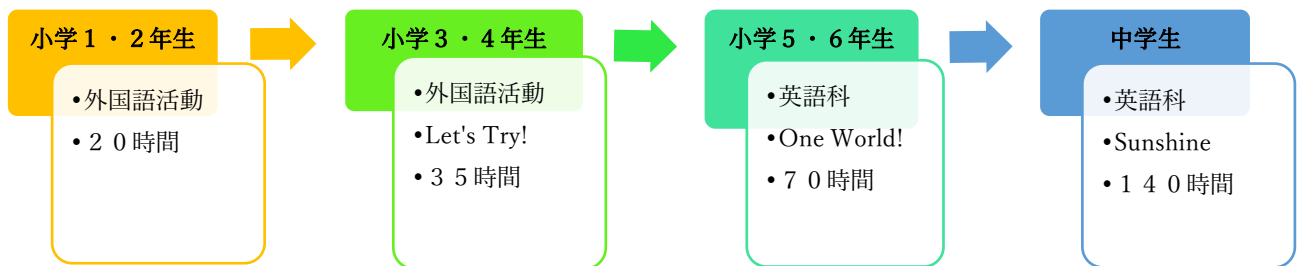 小学１・２年生
•外国語活動
•２０時間
小学３・４年生
•外国語活動
•Let's Try!
•３５時間
小学５・６年生
•英語科
•One World!
•７０時間
中学生
•英語科
•Sunshine
•１４０時間